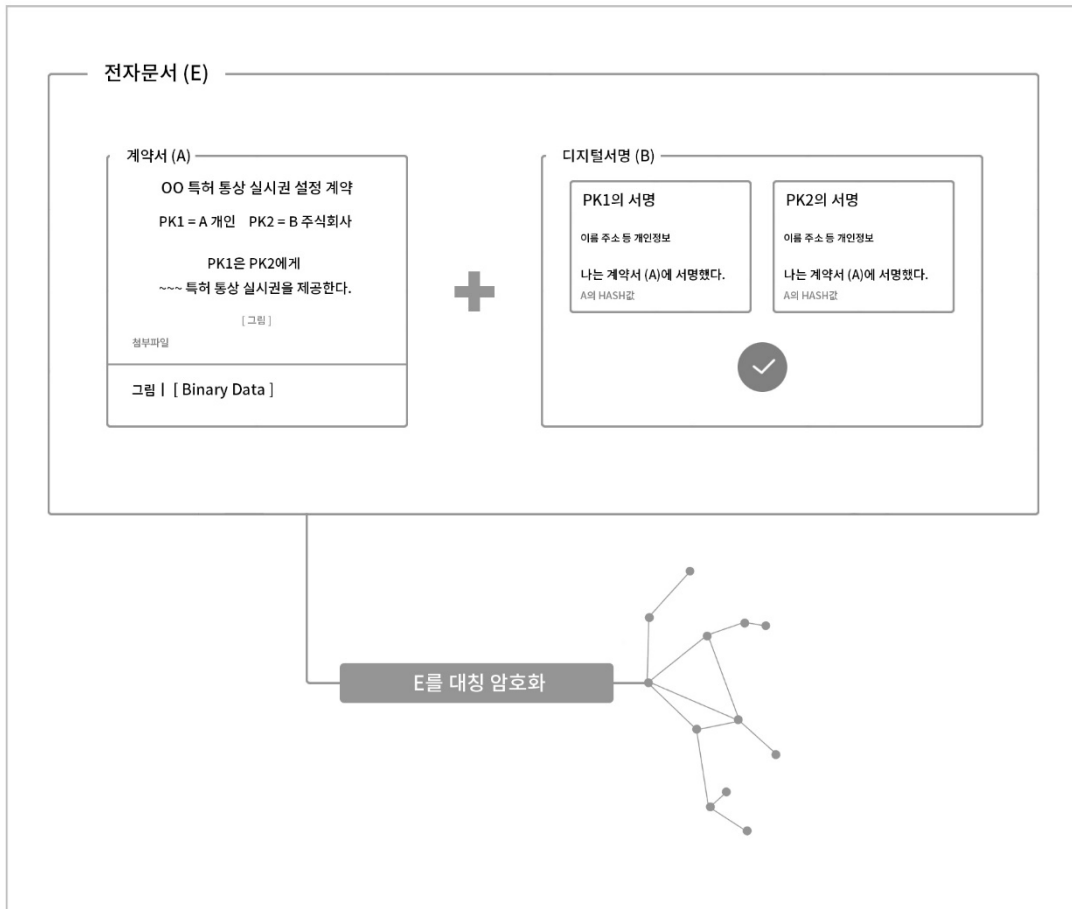 전자문서 (E)
계약서 (A)
OO 특허 통상 실시권 설정 계약
PK1 = A 개인 PK2 = B 주식회사
PK1은 PK2에게
~~~ 특허 통상 실시권을 제공한다.
[ 그림 ]
첨부파일
그림 | [ Binary Data ]
디지털서명 (B)
PK1의 서명
이름 주소 등 개인정보
나는 계약서 (A)에 서명했다.
A의 HASH값
PK2의 서명
이름 주소 등 개인정보
나는 계약서 (A)에 서명했다.
A의 HASH값
E를 대칭 암호화